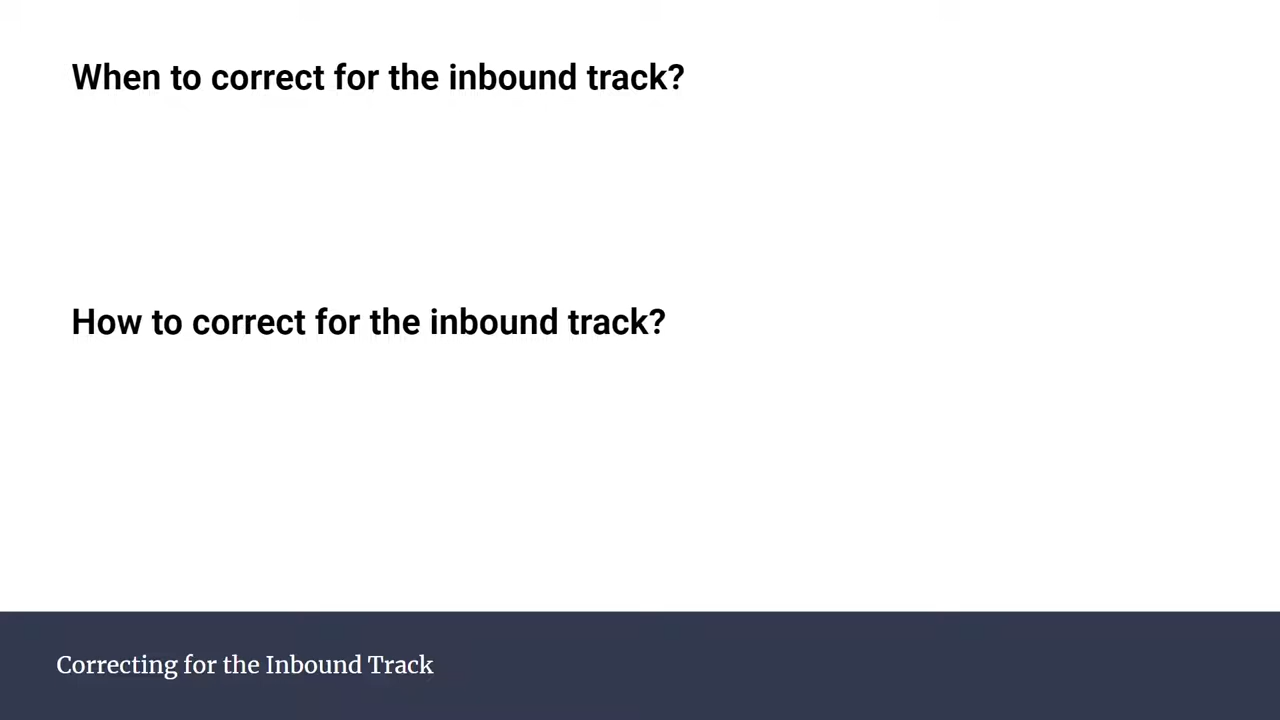 When to correct for the inbound track?
How to correct for the inbound track?
Correcting for the Inbound Track